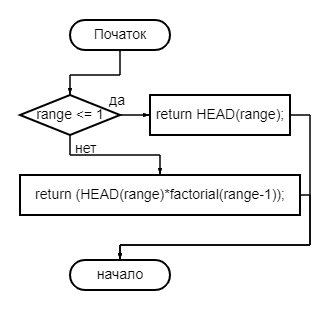 Початок
range <= 1
да
return HEAD(range);
нет
return (HEAD(range)*factorial(range-1));
начало